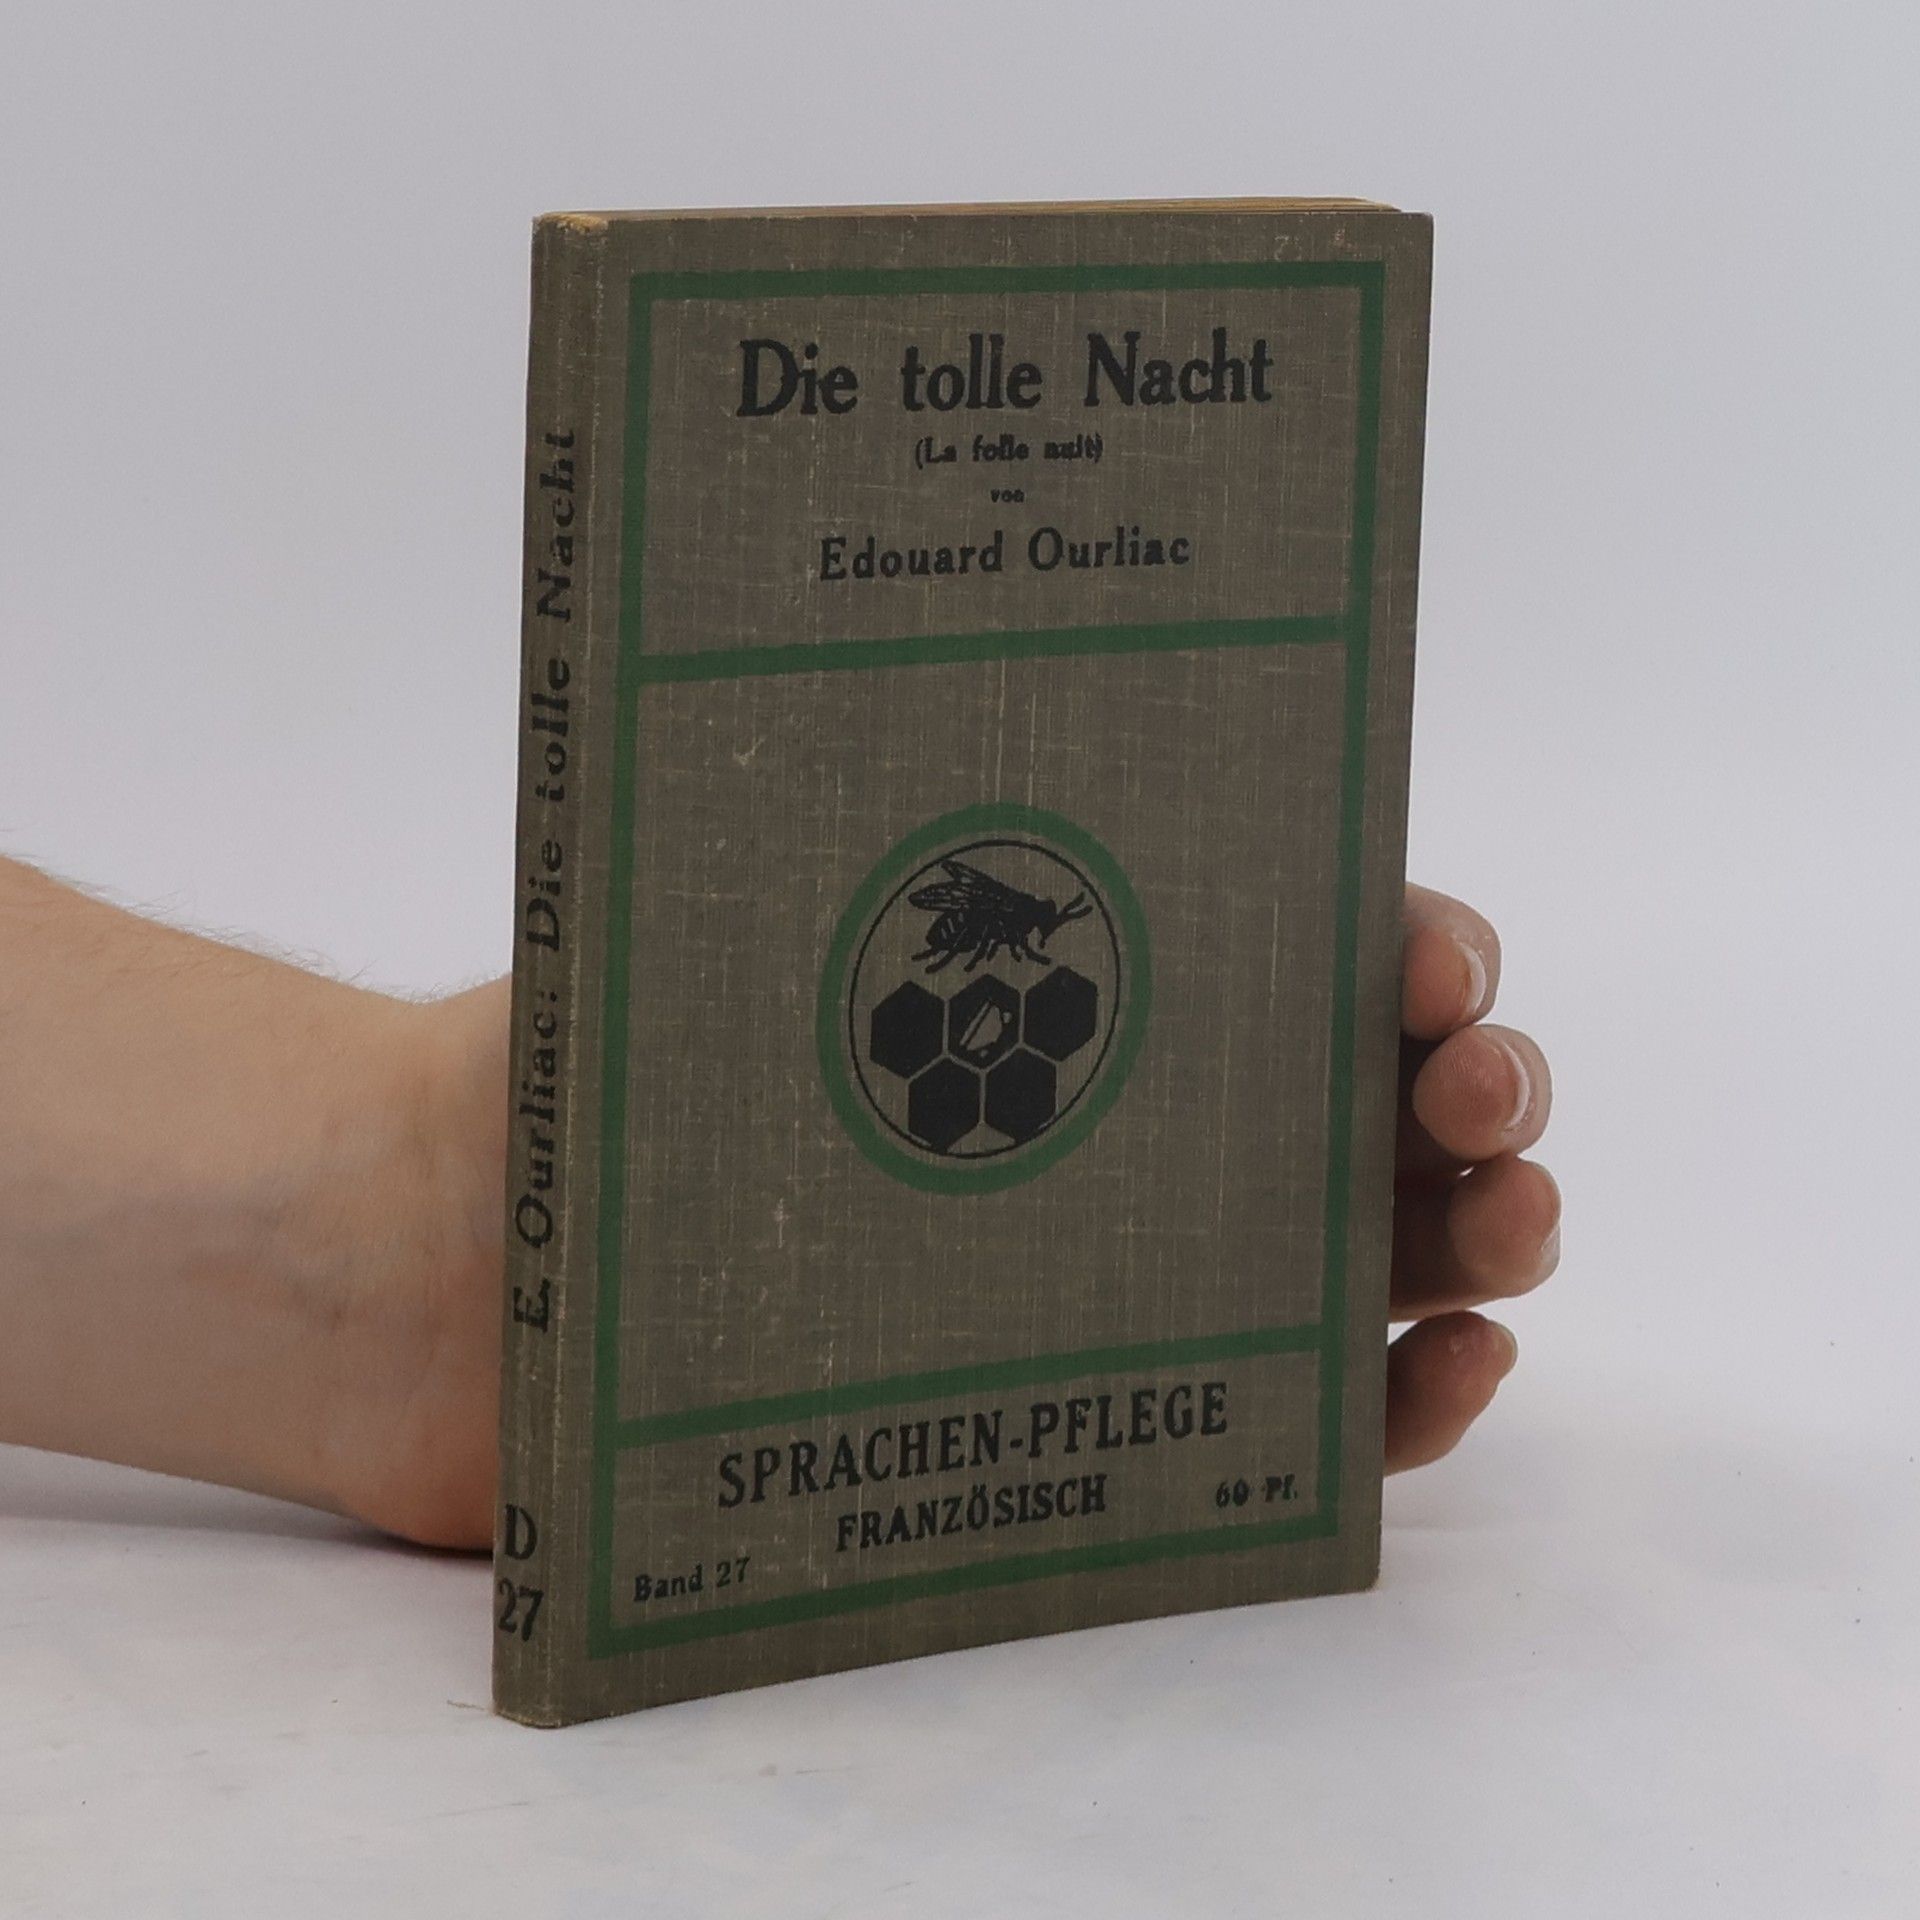 Die tolle Nacht
(La folle nuit)
von
Edouard Ourliac
SPRACHEN-PFLEGE
FRANZÖSISCH
60 Pf.
Band 27
E. Ourliac: Die tolle Nacht
D
27